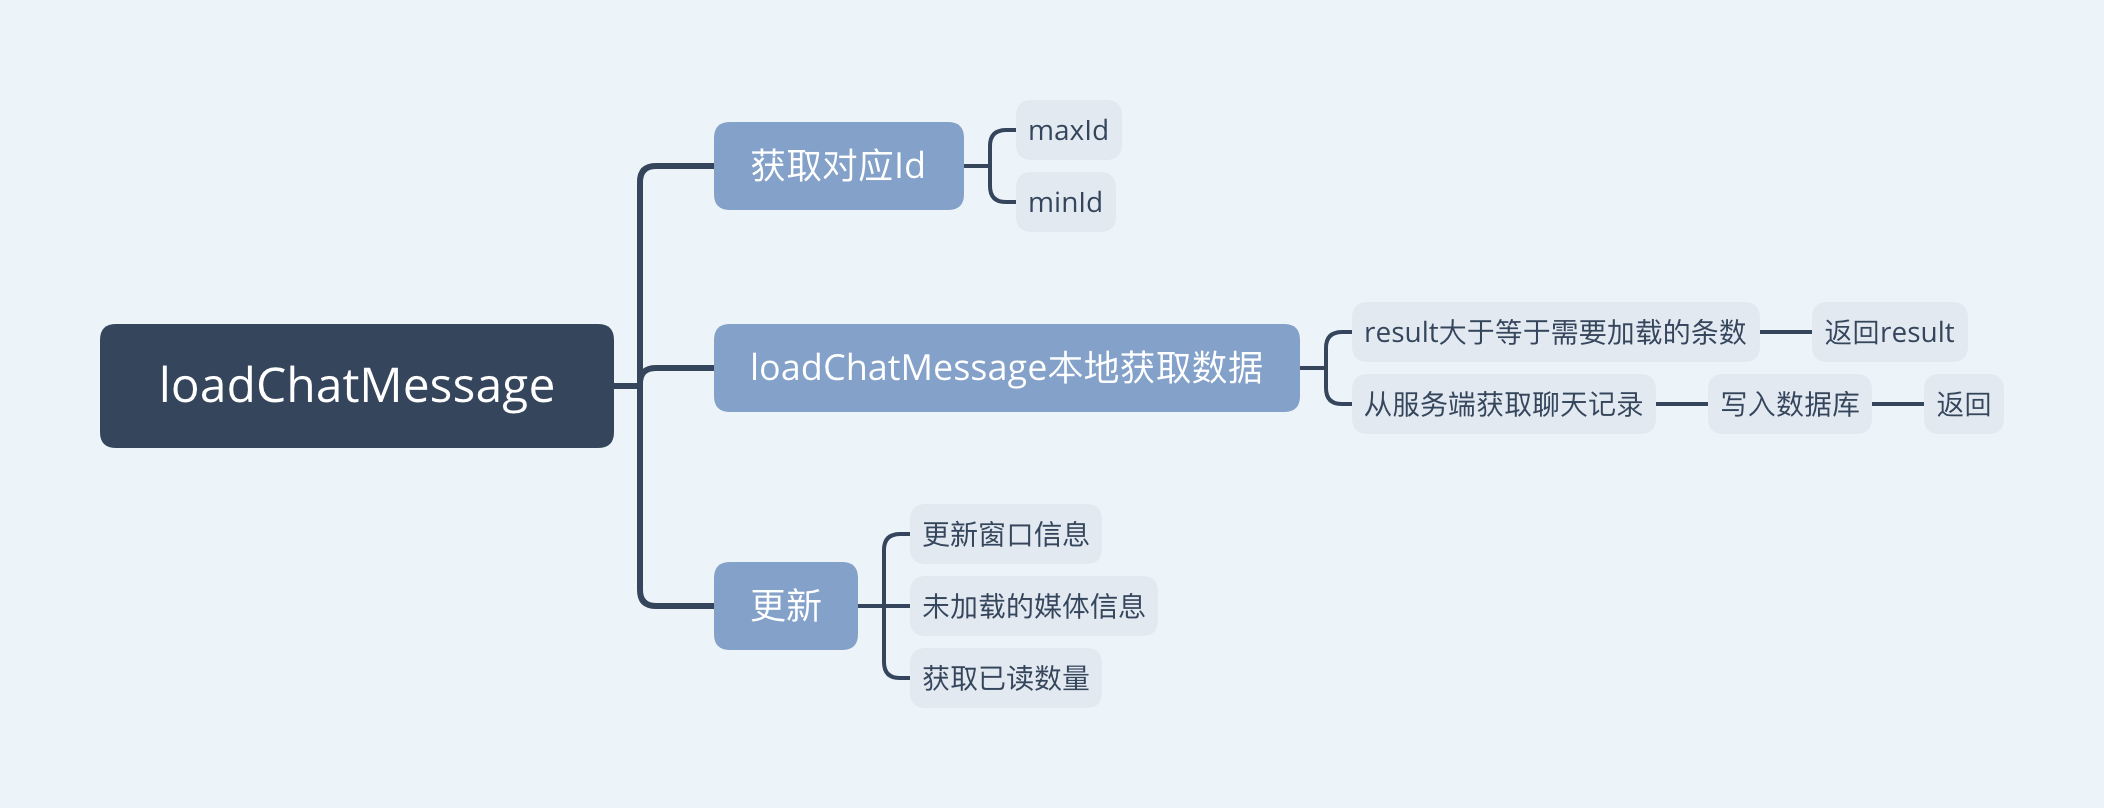 loadChatMessage
获取对应Id
maxId
minId
loadChatMessage本地获取数据
result大于等于需要加载的条数
返回result
从服务端获取聊天记录
写入数据库
返回
更新
更新窗口信息
未加载的媒体信息
获取已读数量